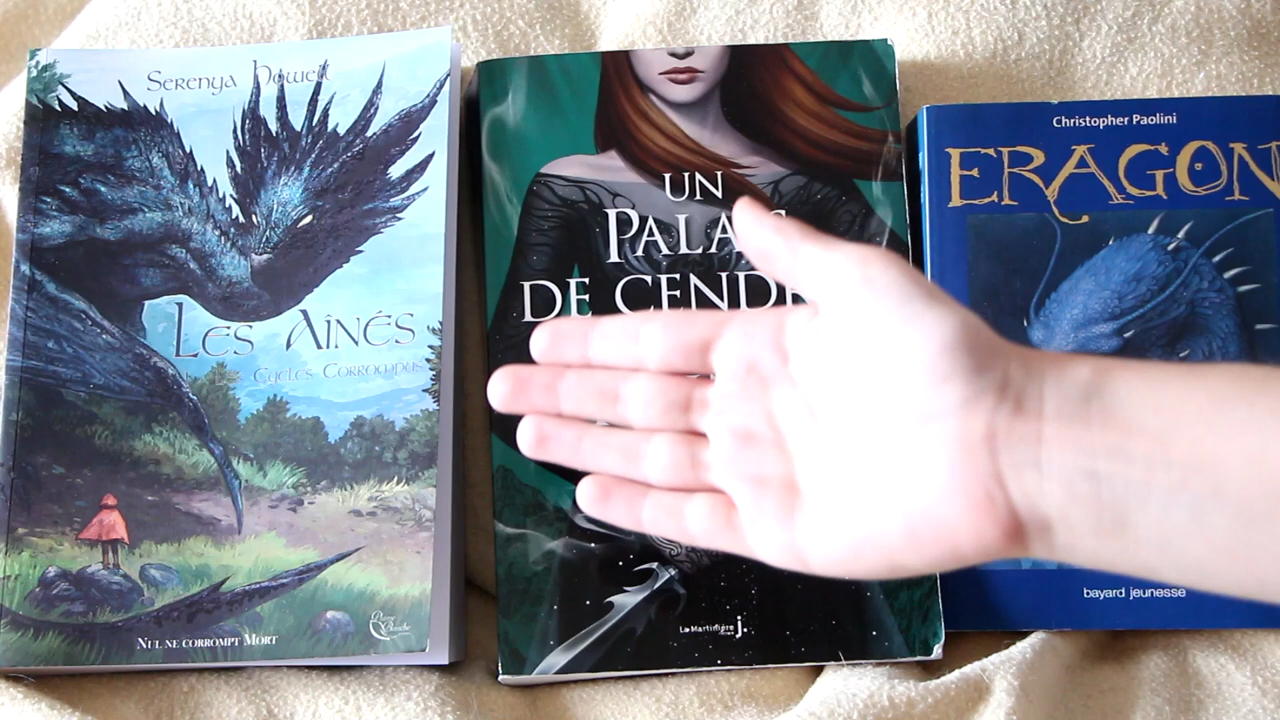 Serenya Howell
Les Aînés
Les Cycles Corrompus
Nul ne corrompt Mort
UN
PALA
DE CEND
La Martinière J.
Christopher Paolini
ERAGON
bayard jeunesse